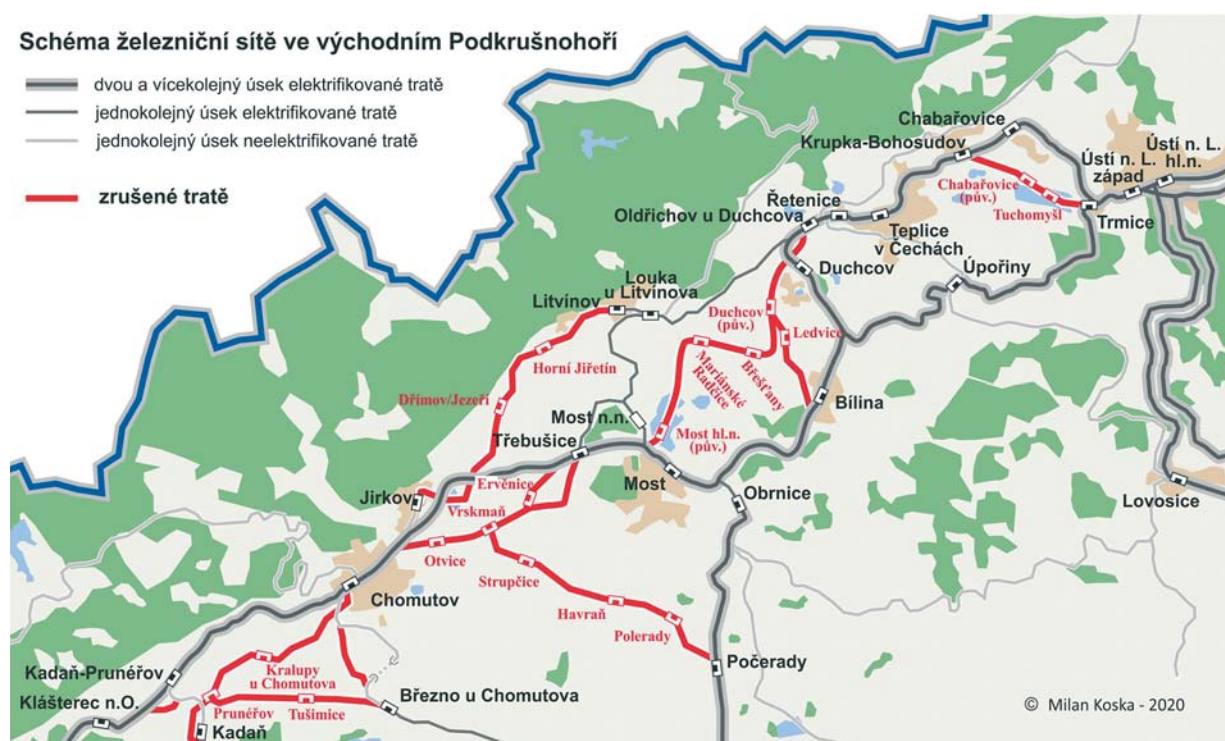 Schéma železniční sítě ve východním Podkrušnohoří
dvou a vícekolejný úsek elektrifikované tratě
jednokolejný úsek elektrifikované tratě
jednokolejný úsek neelektrifikované tratě
zrušené tratě
Chabařovice
Krupka-Bohosudov
Ústí n. L.
hl.n.
Ústí n. L.
západ
Chabařovice
(pův.)
Tuchomyšl
Trmice
Řetenice
Oldřichov u Duchcova
Teplice
v Čechách
Duchcov
Úpořiny
Louka
u Litvínova
Litvínov
Duchcov
(pův.)
Ledvice
Horní Jiřetín
Mariánské
Radčice
Břešťany
Dřímov/Jezeří
Bílina
Most n.n.
Most hl.n.
(pův.)
Třebušice
Ervěnice
Most
Jirkov
Vrskmaň
Obrnice
Lovosice
Otvice
Strupčice
Chomutov
Havraň
Polerady
Počerady
Kadaň-Prunéřov
Kralupy
u Chomutova
Klášterec n.O.
Prunéřov
Tušimice
Březno u Chomutova
Kadaň
© Milan Koska - 2020